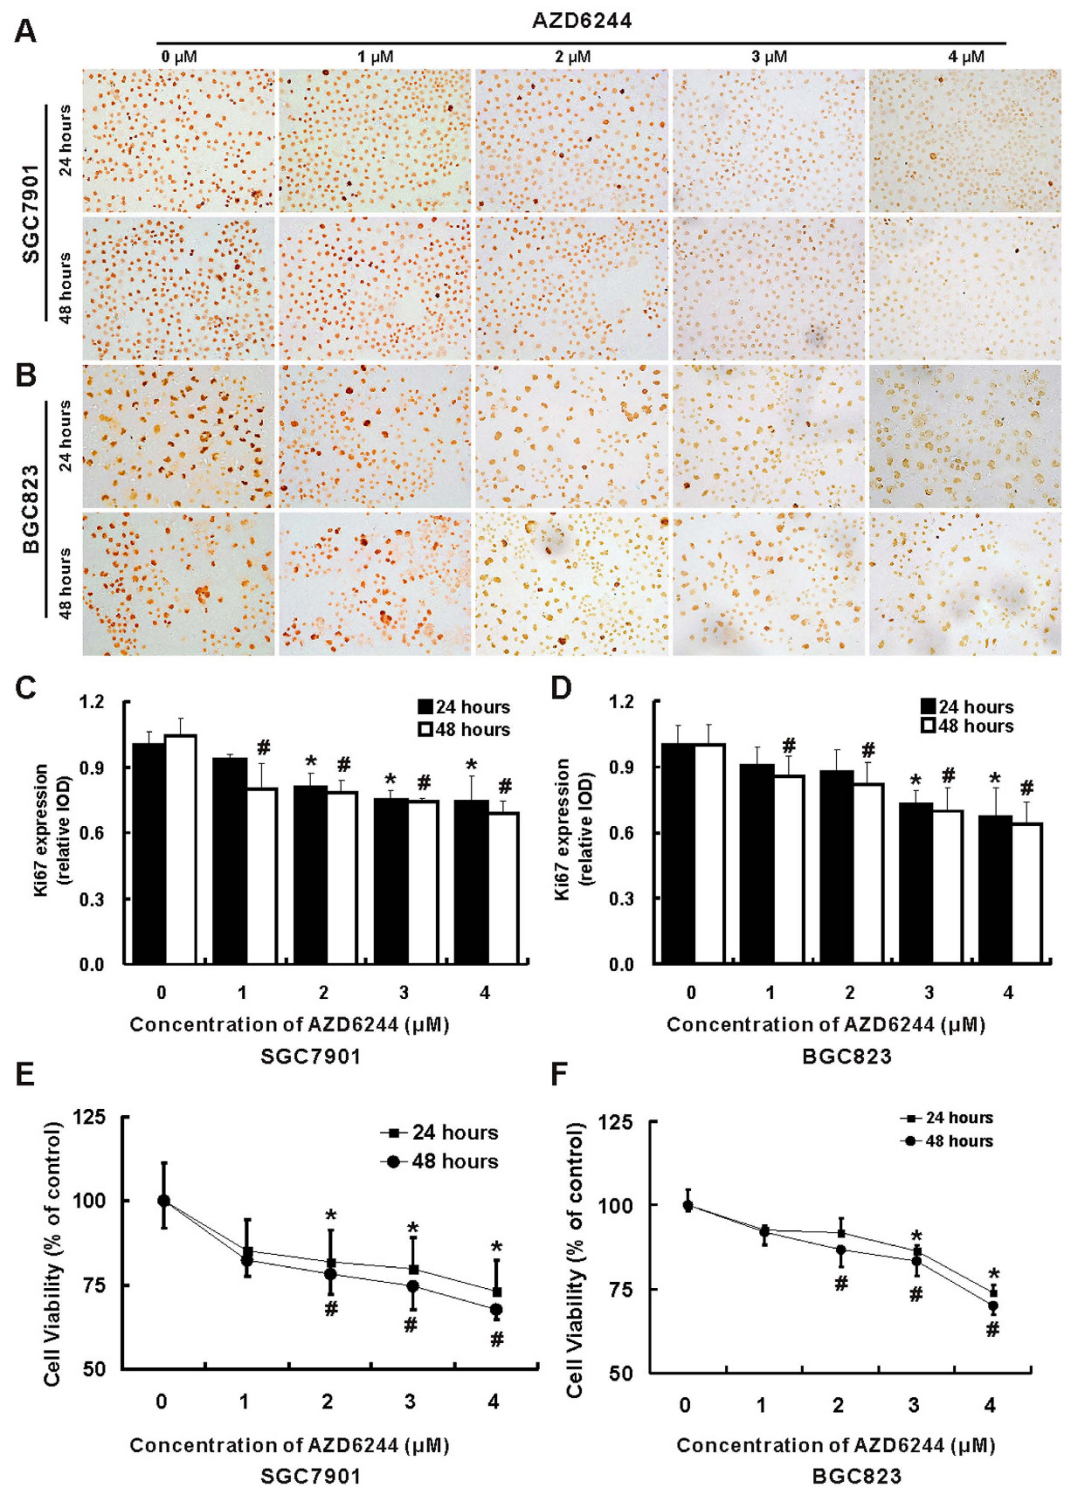 A
AZD6244
0 μM 1 μM 2 μM 3 μM 4 μM
SGC7901
24 hours
48 hours
B
BGC823
24 hours
48 hours
C
1.2
0.9
0.6
0.3
0.0
Ki67 expression
(relative IOD)
24 hours
48 hours
# * # * # * #
0 1 2 3 4
Concentration of AZD6244 (μM)
SGC7901
D
1.2
0.9
0.6
0.3
0.0
Ki67 expression
(relative IOD)
24 hours
48 hours
# # * # * #
0 1 2 3 4
Concentration of AZD6244 (μM)
BGC823
E
125
100
75
50
Cell Viability (% of control)
24 hours
48 hours
* * *
# # #
0 1 2 3 4
Concentration of AZD6244 (μM)
SGC7901
F
125
100
75
50
Cell Viability (% of control)
24 hours
48 hours
* *
# # #
0 1 2 3 4
Concentration of AZD6244 (μM)
BGC823